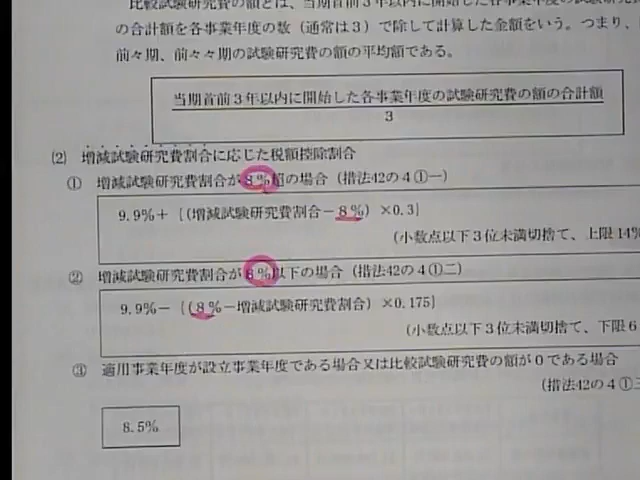 比較試験研究費の額とは、当期首前3年以内に開始した各事業年度の試験研究
の合計額を各事業年度の数（通常は3）で除して計算した金額をいう。つまり、
前々期、前々々期の試験研究費の額の平均額である。
当期首前3年以内に開始した各事業年度の試験研究費の額の合計額
3
(2) 増減試験研究費割合に応じた税額控除割合
① 増減試験研究費割合が8%超の場合（措法42の4①一）
9.9%＋{(増減試験研究費割合－8%）×0.3}
（小数点以下3位未満切捨て、上限14%
② 増減試験研究費割合が8%以下の場合（措法42の4①二）
9.9%－{(8%－増減試験研究費割合）×0.175}
（小数点以下3位未満切捨て、下限6
③ 適用事業年度が設立事業年度である場合又は比較試験研究費の額が0である場合
（措法42の4①三
8.5%